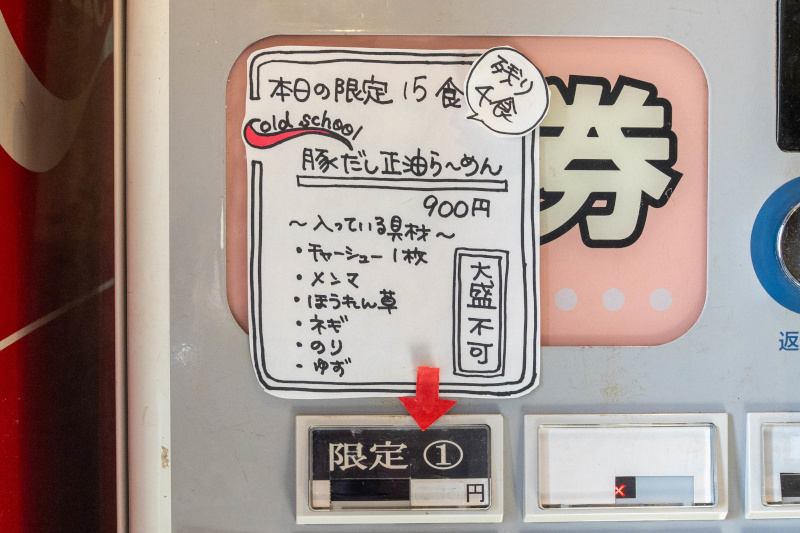 本日の限定 15食
残り
4食
old school
豚だし正油ら〜めん
900円
〜入っている具材〜
・チャーシュー1枚
・メンマ
・ほうれん草
・ネギ
・のり
・ゆず
大盛不可
券
返
限定①
円
×